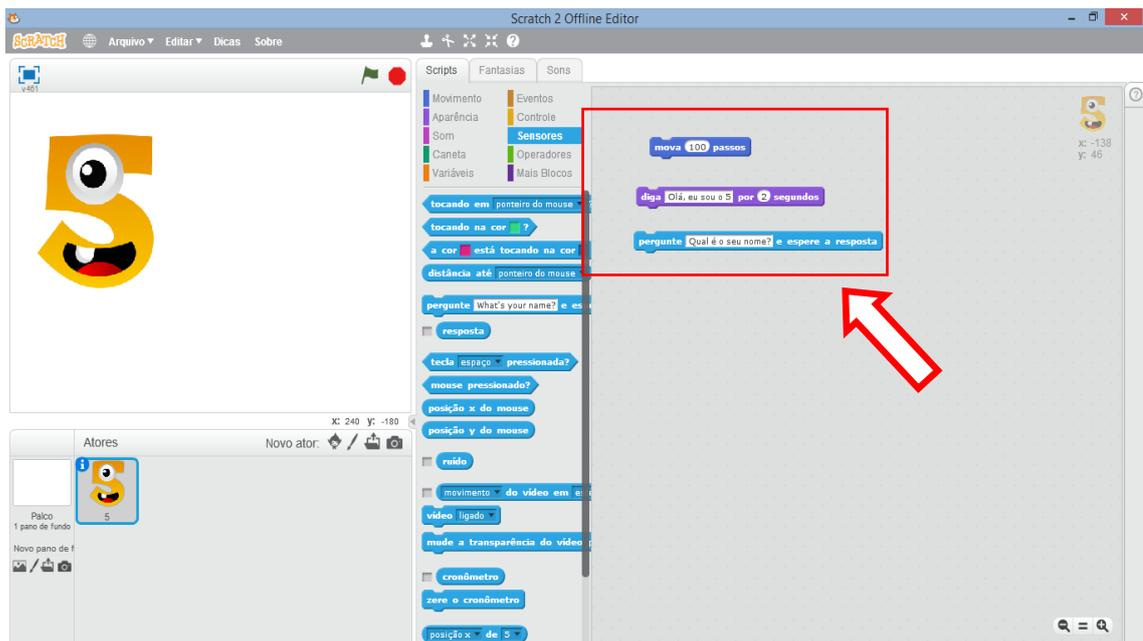 Scratch 2 Offline Editor
SCRATCH Arquivo Editar Dicas Sobre
v461
Scripts Fantasias Sons
Movimento Eventos
Aparência Controle
Som Sensores
Caneta Operadores
Variáveis Mais Blocos
tocando em ponteiro do mouse ?
tocando na cor ?
a cor está tocando na cor
distância até ponteiro do mouse
pergunte What's your name? e es
resposta
tecla espaço pressionada?
mouse pressionado?
posição x do mouse
posição y do mouse
ruído
movimento do vídeo em es
vídeo ligado
mude a transparência do vídeo p
cronômetro
zere o cronômetro
posição x de 5
mova 100 passos
diga Olá, eu sou o 5 por 2 segundos
pergunte Qual é o seu nome? e espere a resposta
x: -138
y: 46
X: 240 y: -180
Atores Novo ator:
Palco
1 pano de fundo
Novo pano de f
5